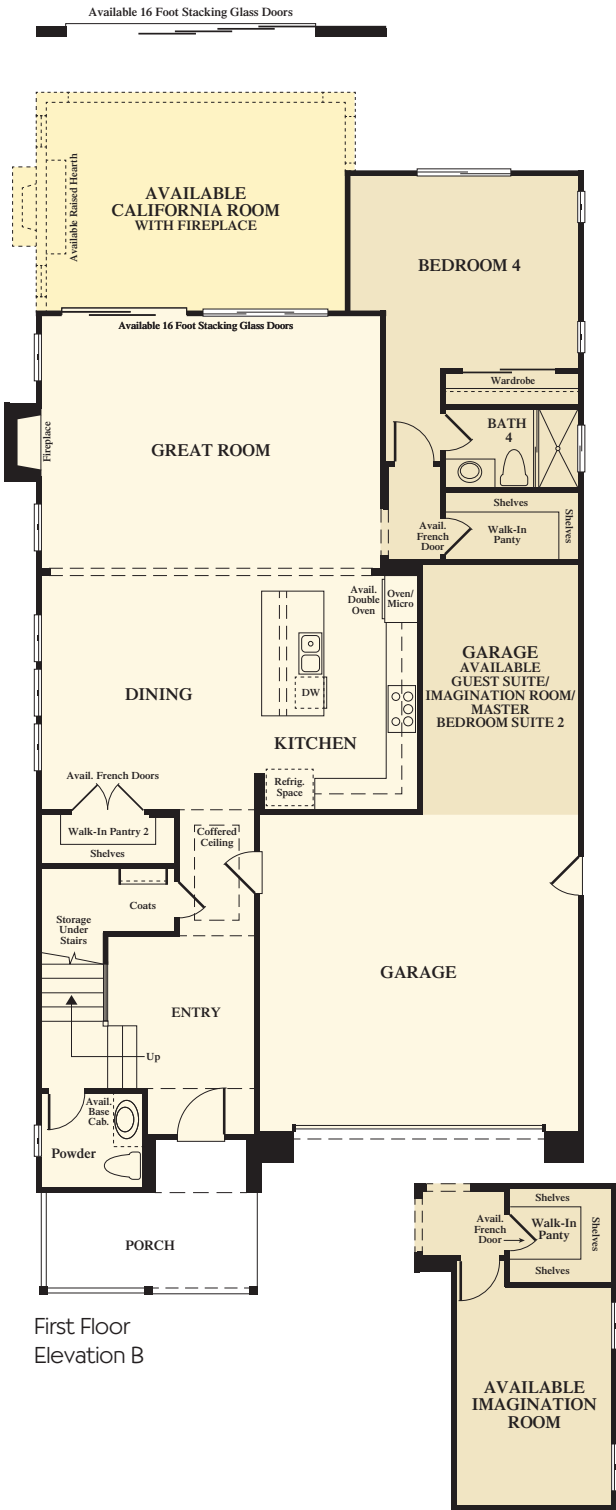 Available 16 Foot Stacking Glass Doors
Available Raised Hearth
AVAILABLE
CALIFORNIA ROOM
WITH FIREPLACE
BEDROOM 4
Available 16 Foot Stacking Glass Doors
Wardrobe
Fireplace
GREAT ROOM
BATH
4
Shelves
Avail.
French
Door
Walk-In
Panty
Shelves
Avail.
Double
Oven
Oven/
Micro
GARAGE
AVAILABLE
GUEST SUITE/
IMAGINATION ROOM/
MASTER
BEDROOM SUITE 2
DINING
DW
KITCHEN
Avail. French Doors
Refrig.
Space
Walk-In Pantry 2
Shelves
Coffered
Ceiling
Coats
Storage
Under
Stairs
GARAGE
ENTRY
Up
Avail.
Base
Cab.
Powder
PORCH
Shelves
Avail.
French
Door
Walk-In
Panty
Shelves
Shelves
First Floor
Elevation B
AVAILABLE
IMAGINATION
ROOM